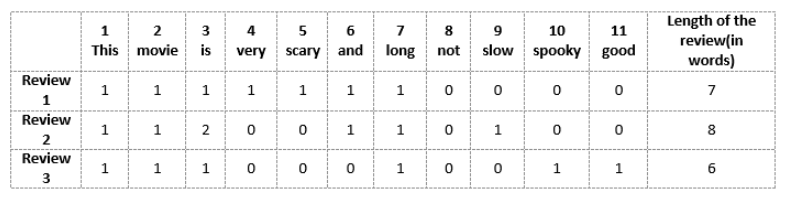 1 This 2 movie 3 is 4 very 5 scary 6 and 7 long 8 not 9 slow 10 spooky 11 good Length of the review(in words)
Review 1 1 1 1 1 1 1 1 0 0 0 0 7
Review 2 1 1 2 0 0 1 1 0 1 0 0 8
Review 3 1 1 1 0 0 0 1 0 0 1 1 6